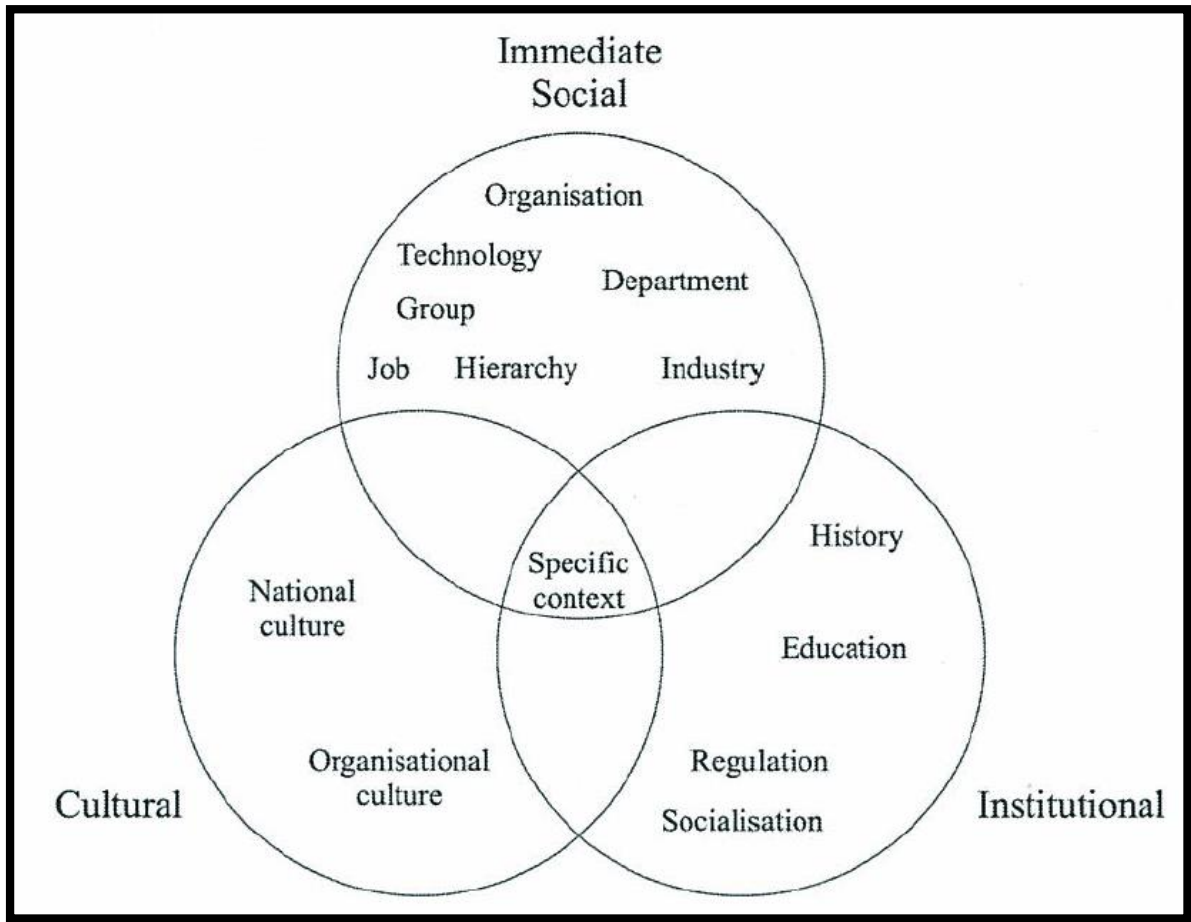 Immediate
Social
Organisation
Technology
Department
Group
Job Hierarchy Industry
History
Specific
context
National
culture
Education
Organisational
culture
Regulation
Socialisation
Cultural
Institutional